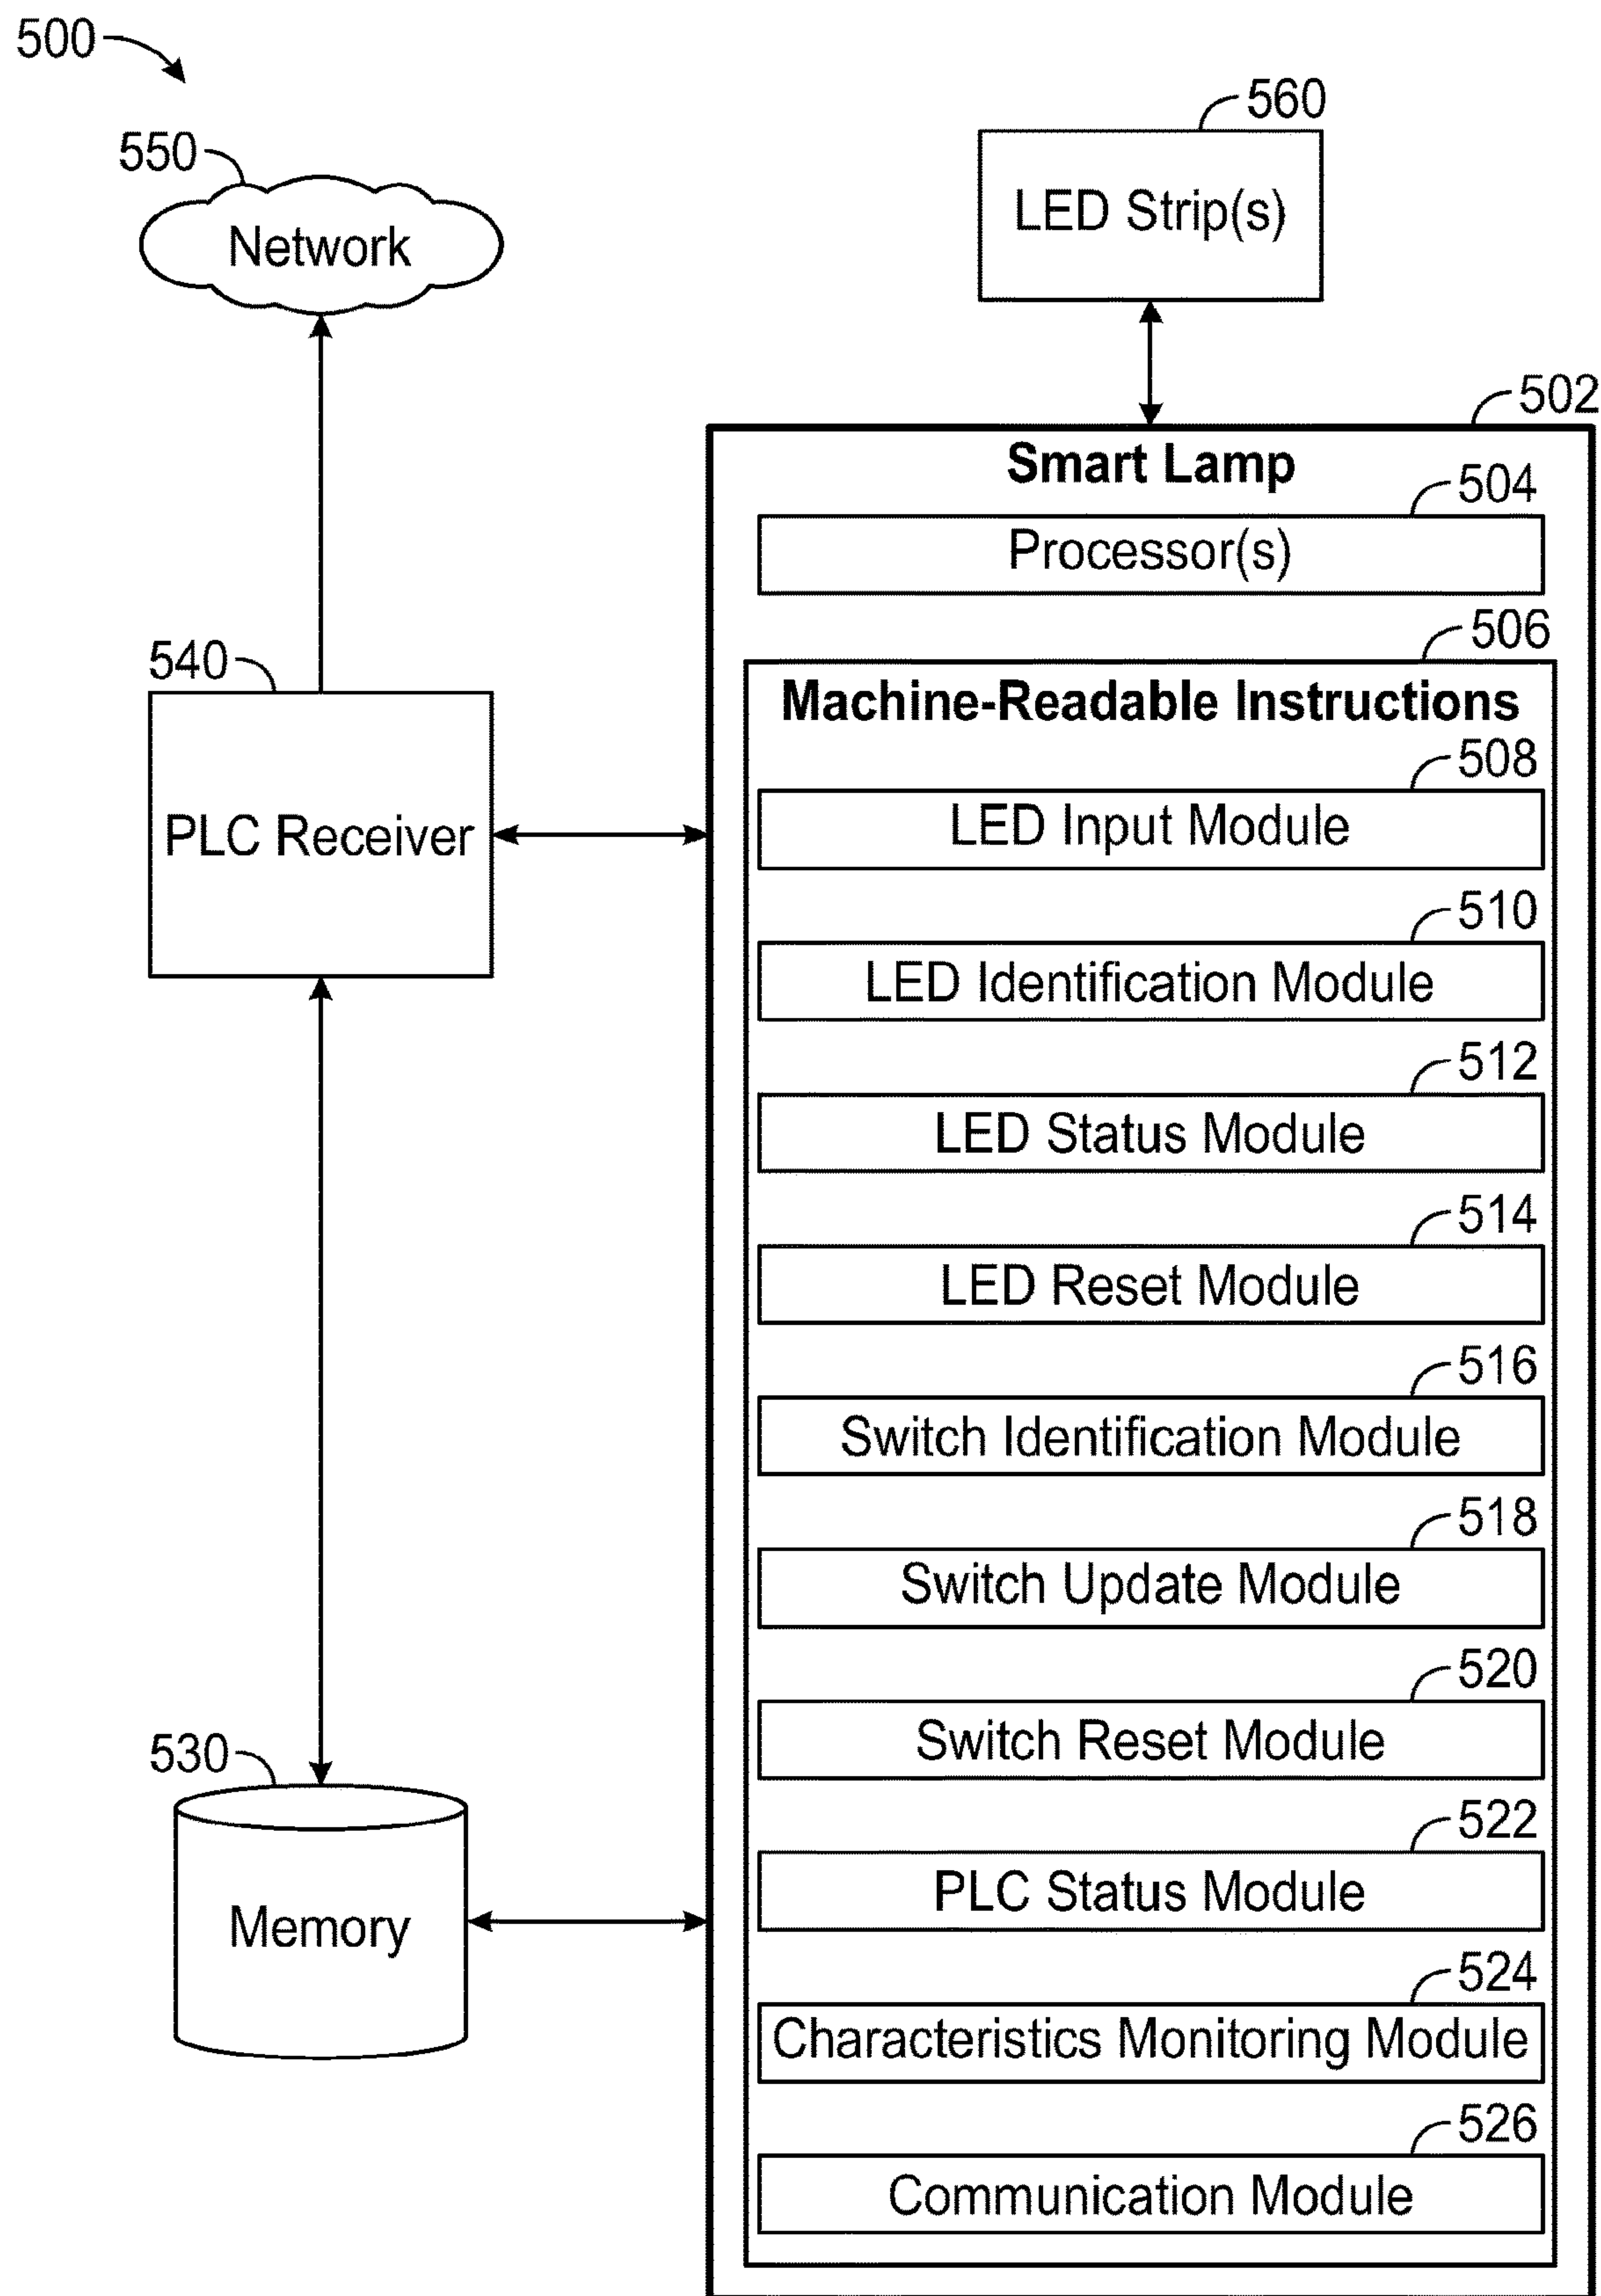 500
550
Network
560
LED Strip(s)
502
Smart Lamp
504
Processor(s)
506
Machine-Readable Instructions
540
PLC Receiver
508
LED Input Module
510
LED Identification Module
512
LED Status Module
514
LED Reset Module
516
Switch Identification Module
518
Switch Update Module
520
Switch Reset Module
530
Memory
522
PLC Status Module
524
Characteristics Monitoring Module
526
Communication Module